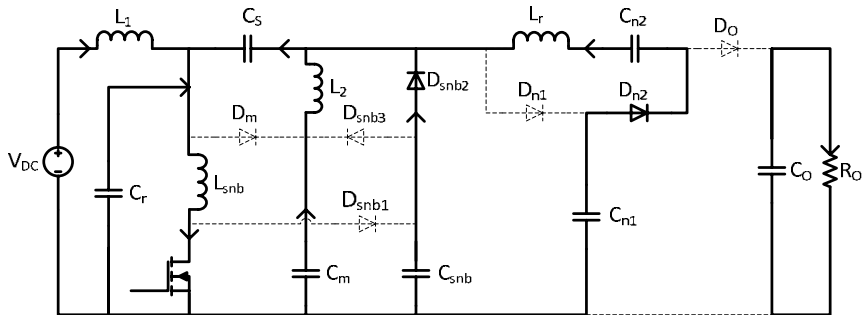 L1 CS Lr Cn2 DO
L2 Dsnb2 Dn1 Dn2
Dm Dsnb3
VDC Cr Lsnb CO RO
Dsnb1 Cn1
Cm Csnb